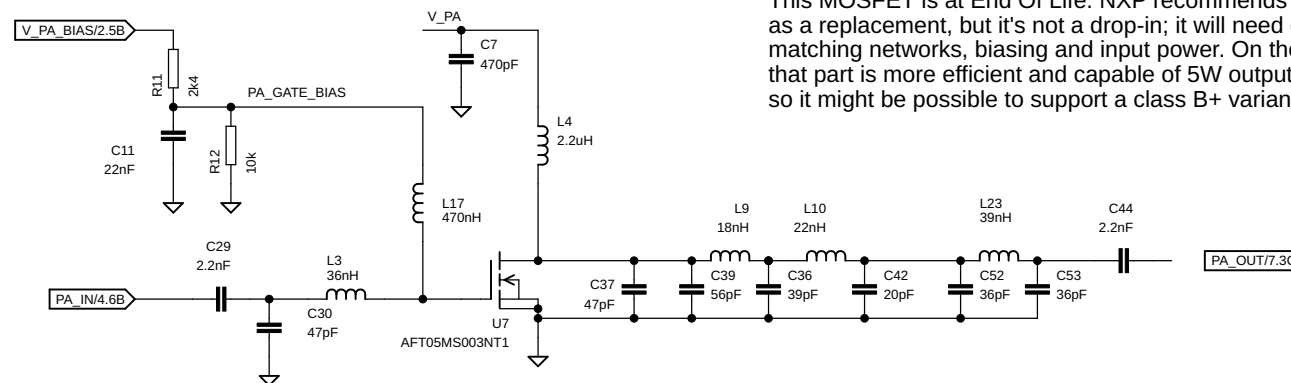 This MOSFET is at End Of Life. NXP recommends
as a replacement, but it's not a drop-in; it will need
matching networks, biasing and input power. On the
that part is more efficient and capable of 5W output
so it might be possible to support a class B+ varian
V_PA_BIAS/2.5B
V_PA
C7
470pF
R11
2k4
PA_GATE_BIAS
L4
2.2uH
C11
22nF
R12
10k
L17
470nH
L9
18nH
L10
22nH
L23
39nH
C44
2.2nF
C29
2.2nF
L3
36nH
PA_OUT/7.3C
C37
47pF
C39
56pF
C36
39pF
C42
20pF
C52
36pF
C53
36pF
PA_IN/4.6B
C30
47pF
U7
AFT05MS003NT1